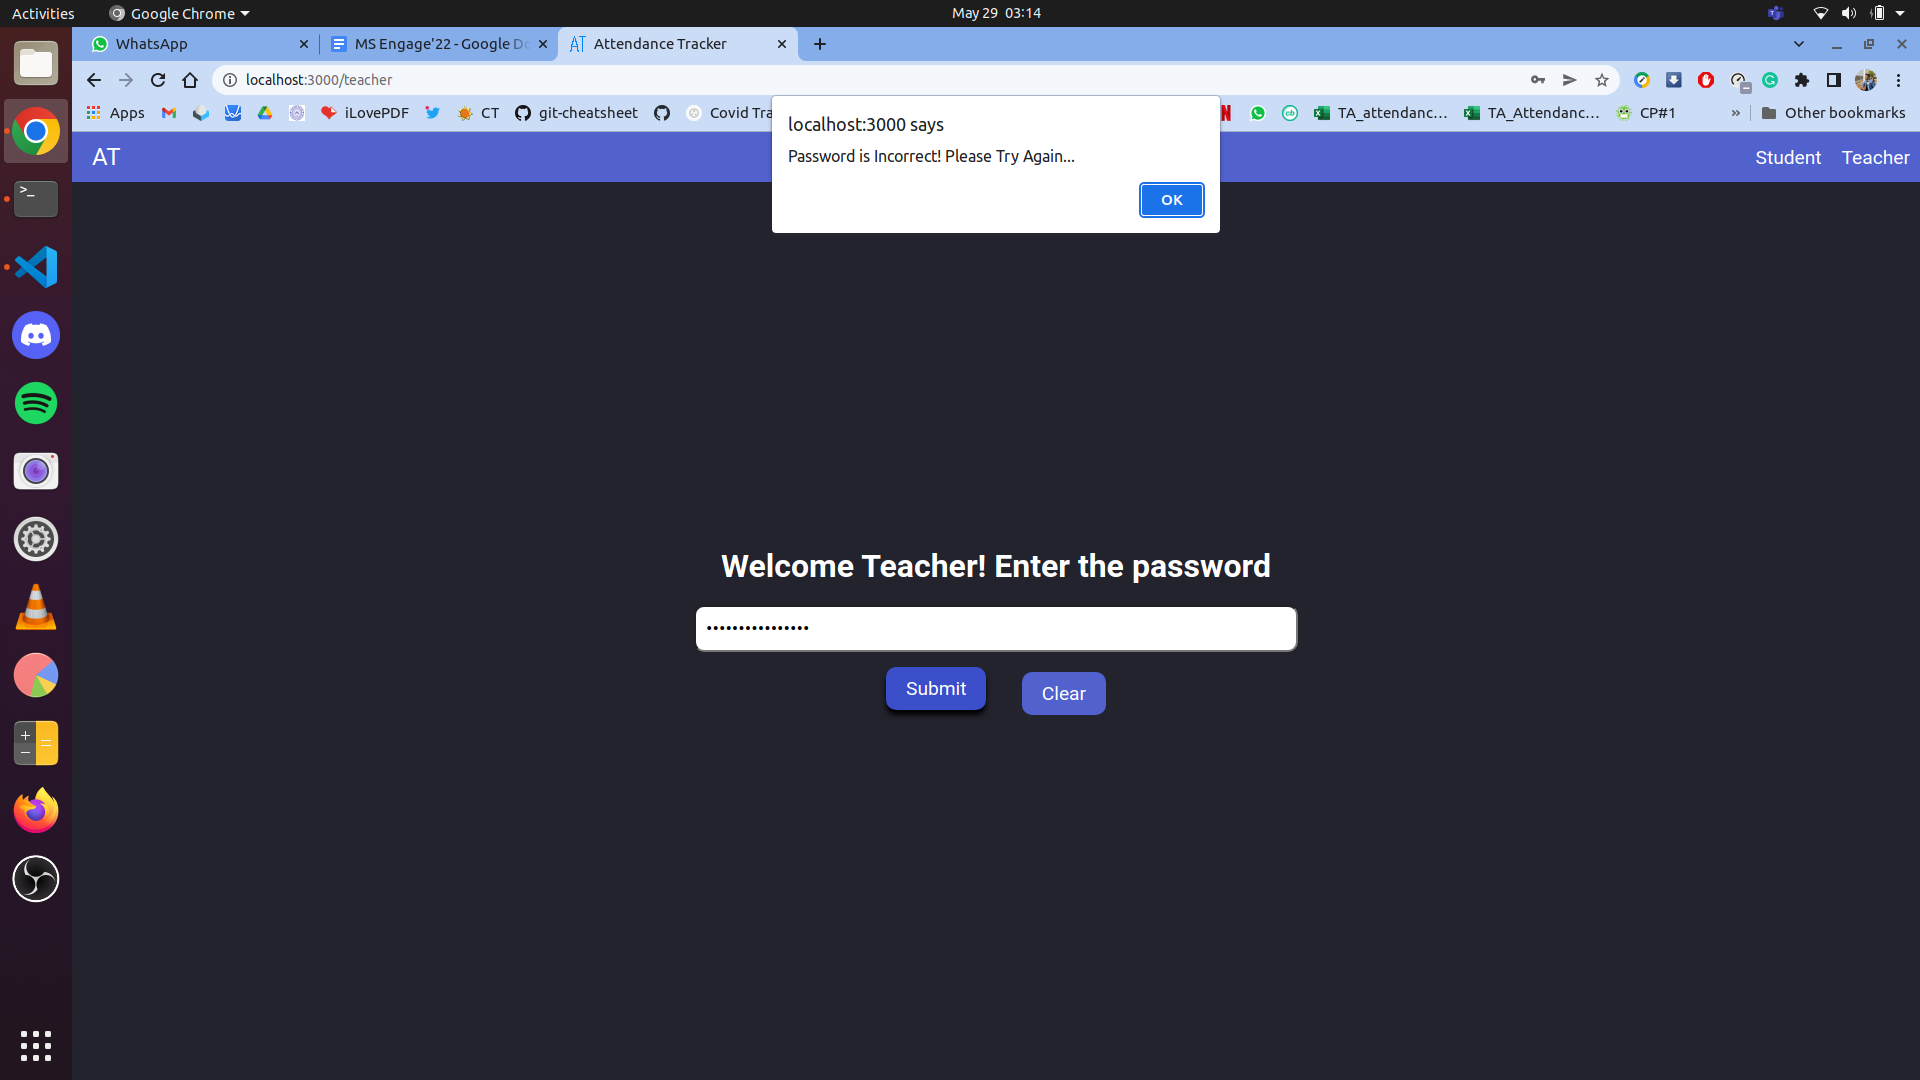 Activities
Google Chrome
May 29 03:14
WhatsApp
MS Engage'22 - Google Do
Attendance Tracker
localhost:3000/teacher
Apps
iLovePDF
CT
git-cheatsheet
Covid Tra
TA_attendanc...
TA_Attendanc...
CP#1
»
Other bookmarks
localhost:3000 says
Password is Incorrect! Please Try Again...
OK
AT
Student
Teacher
Welcome Teacher! Enter the password
••••••••••••••••
Submit
Clear